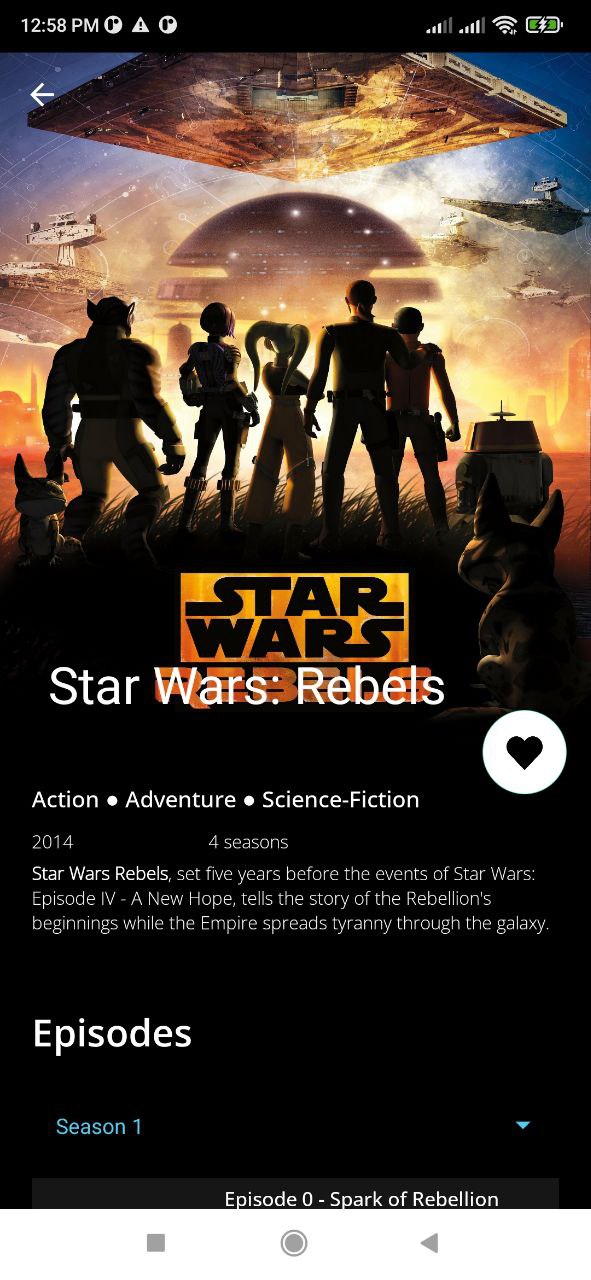 12:58 PM
STAR
WARS
REBELS
Star Wars: Rebels
Action ● Adventure ● Science-Fiction
2014 4 seasons
Star Wars Rebels, set five years before the events of Star Wars:
Episode IV - A New Hope, tells the story of the Rebellion's
beginnings while the Empire spreads tyranny through the galaxy.
Episodes
Season 1
Episode 0 - Spark of Rebellion